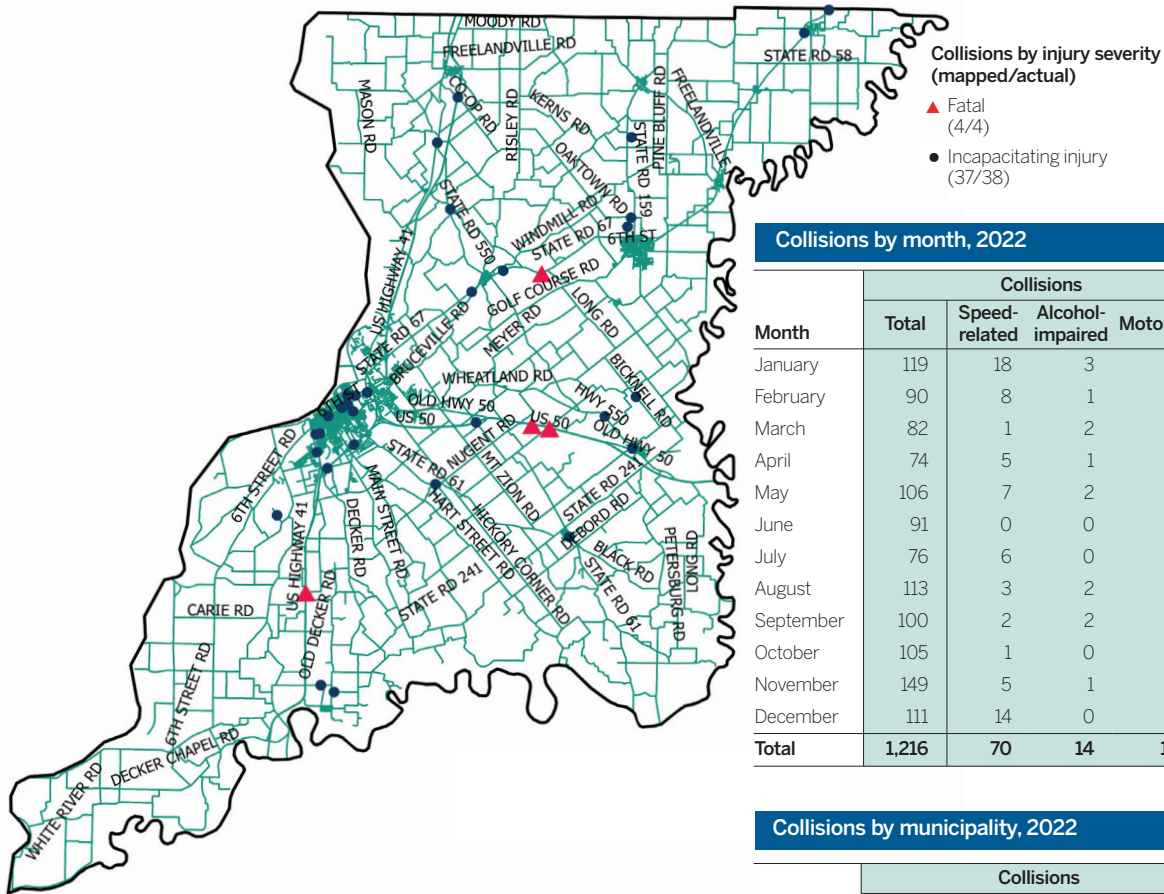 MOODY RD
FREELANDVILLE RD
STATE RD 58
MASON RD
CO-OP RD
RISLEY RD
KERNS RD
OAKTOWN RD
STATE RD 159
PINE BLUFF RD
FREELANDVILLE
STATE RD 550
WINDMILL RD
STATE RD 67
6TH ST
US HIGHWAY 41
GOLF COURSE RD
STATE RD 67
BRUCEVILLE RD
MEYER RD
LONG RD
WHEATLAND RD
BICKNELL RD
6TH ST
OLD HWY 50
US 50
HWY 550
US 50
OLD HWY 50
NUGENT RD
STATE RD 61
MT ZION RD
STATE RD 241
DEBORD RD
6TH STREET RD
MAIN STREET RD
HART STREET RD
HICKORY CORNER RD
US HIGHWAY 41
DECKER RD
BLACK RD
STATE RD 61
PETERSBURG RD
LONG RD
CARIE RD
OLD DECKER RD
STATE RD 241
6TH STREET RD
DECKER CHAPEL RD
WHITE RIVER RD
Collisions by injury severity
(mapped/actual)
Fatal
(4/4)
Incapacitating injury
(37/38)
Collisions by month, 2022
Collisions
Month Total Speed-related Alcohol-impaired Moto
January 119 18 3
February 90 8 1
March 82 1 2
April 74 5 1
May 106 7 2
June 91 0 0
July 76 6 0
August 113 3 2
September 100 2 2
October 105 1 0
November 149 5 1
December 111 14 0
Total 1,216 70 14 1
Collisions by municipality, 2022
Collisions